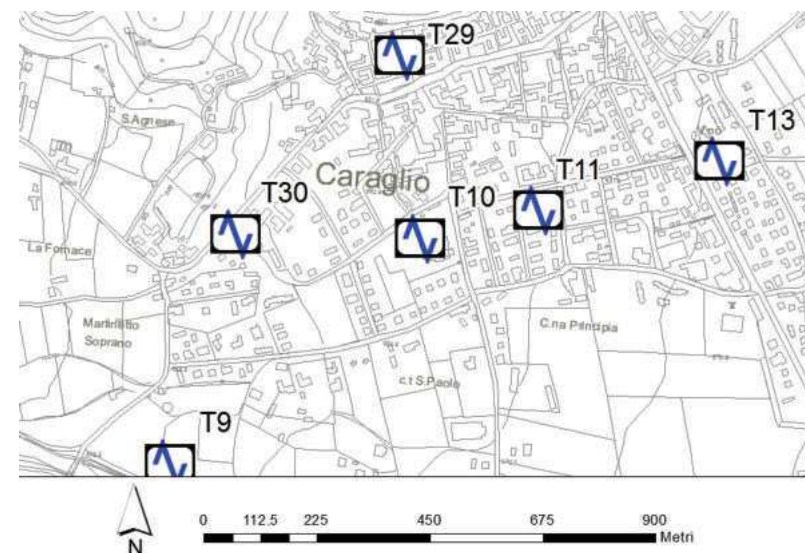 T29
T13
S.Agnese
T11
Caraglio
T30
T10
La Fornace
C.na Principia
Soprano
c.t S.Paolo
T9
N
0 112.5 225 450 675 900
Metri